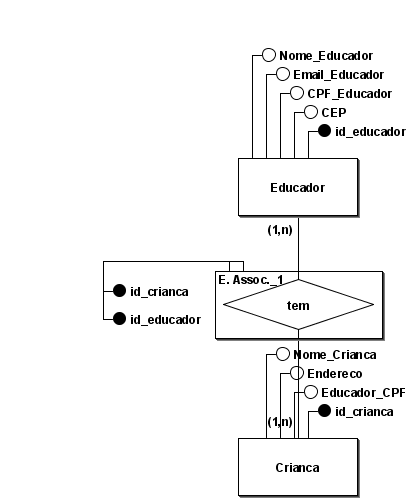 Nome_Educador
Email_Educador
CPF_Educador
CEP
id_educador
Educador
(1,n)
E. Assoc._1
id_crianca
tem
id_educador
Nome_Crianca
Endereco
Educador_CPF
id_crianca
(1,n)
Crianca